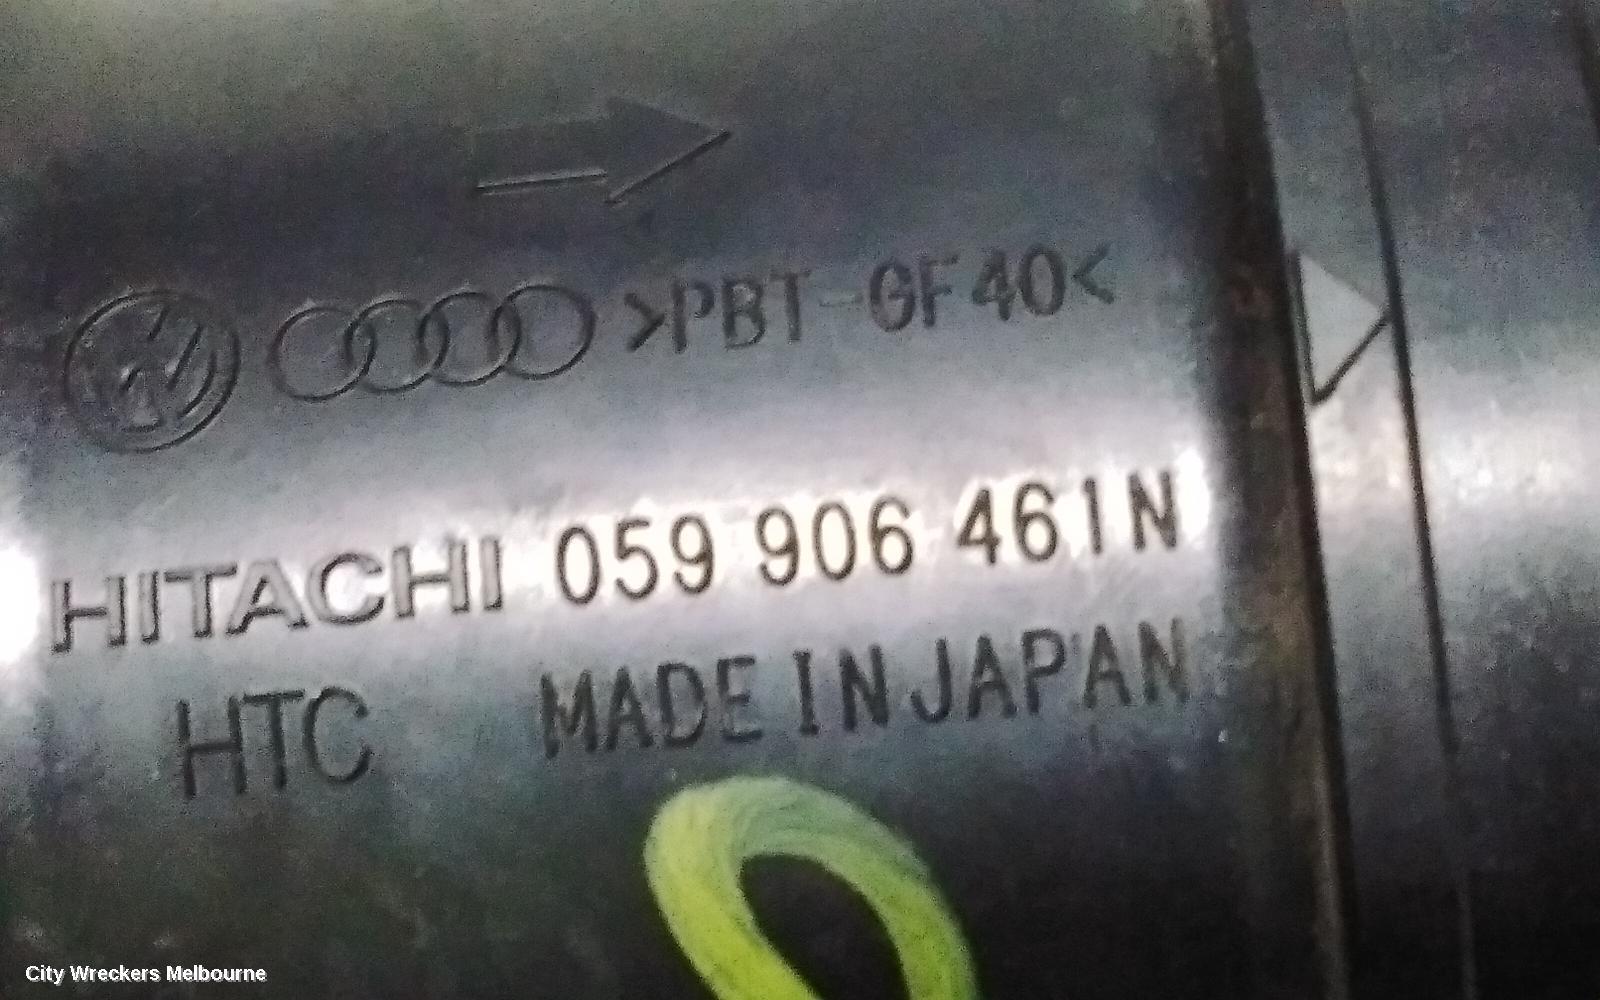 >PBT-GF40<
HITACHI 059 906 461N
HTC MADE IN JAPAN
City Wreckers Melbourne